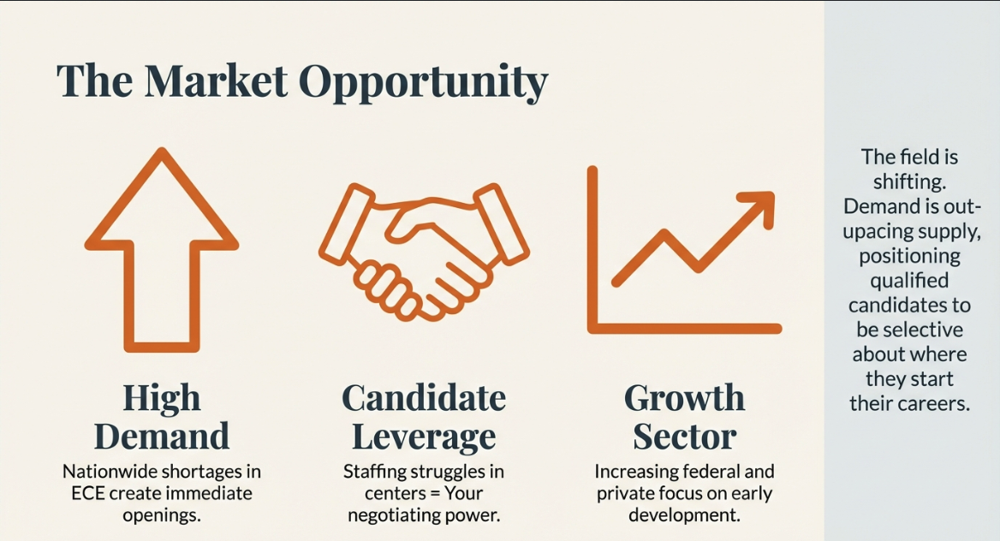 The Market Opportunity
High
Demand
Nationwide shortages in
ECE create immediate
openings.
Candidate
Leverage
Staffing struggles in
centers = Your
negotiating power.
Growth
Sector
Increasing federal and
private focus on early
development.
The field is
shifting.
Demand is out-
upacing supply,
positioning
qualified
candidates to
be selective
about where
they start
their careers.